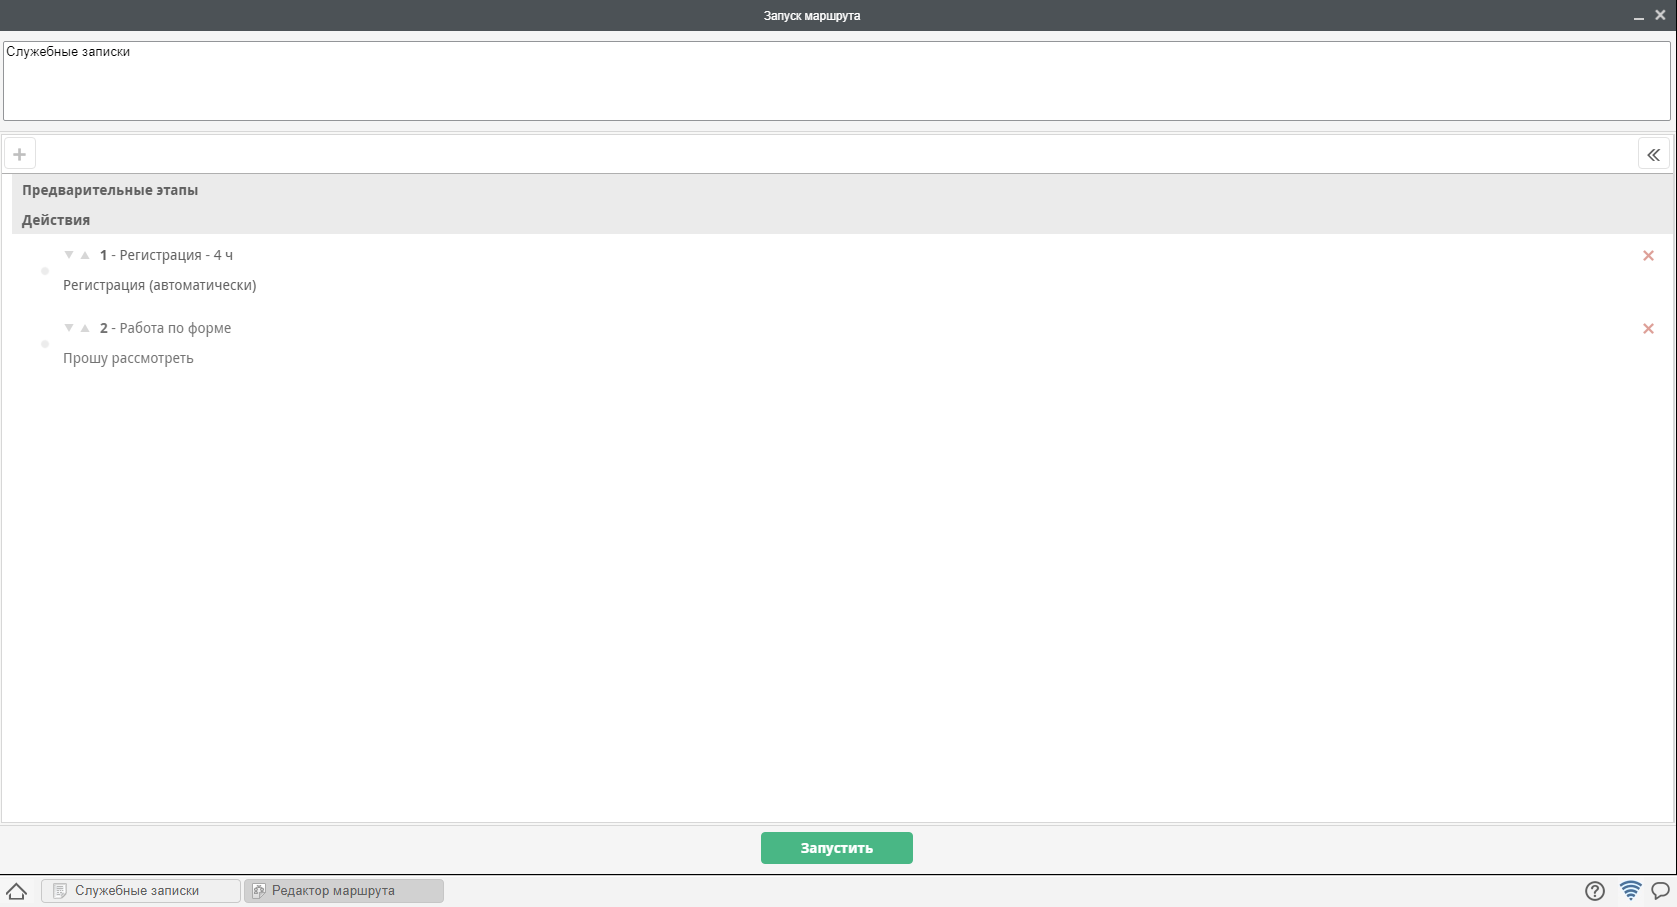 Запуск маршрута
Служебные записки
Предварительные этапы
Действия
1 - Регистрация - 4 ч
Регистрация (автоматически)
2 - Работа по форме
Прошу рассмотреть
Запустить
Служебные записки
Редактор маршрута